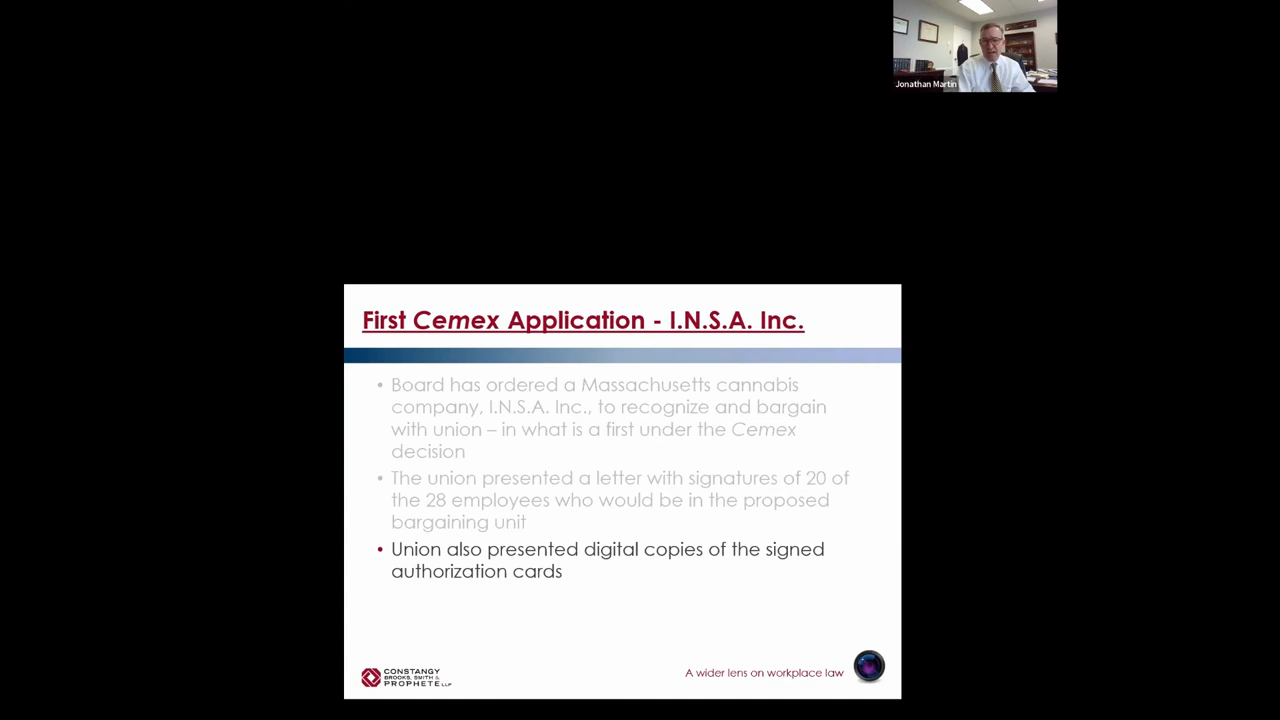 Jonathan Martin
First Cemex Application - I.N.S.A. Inc.
• Board has ordered a Massachusetts cannabis
company, I.N.S.A. Inc., to recognize and bargain
with union – in what is a first under the Cemex
decision
• The union presented a letter with signatures of 20 of
the 28 employees who would be in the proposed
bargaining unit
• Union also presented digital copies of the signed
authorization cards
CONSTANGY
BROOKS, SMITH &
PROPHETE LLP
A wider lens on workplace law